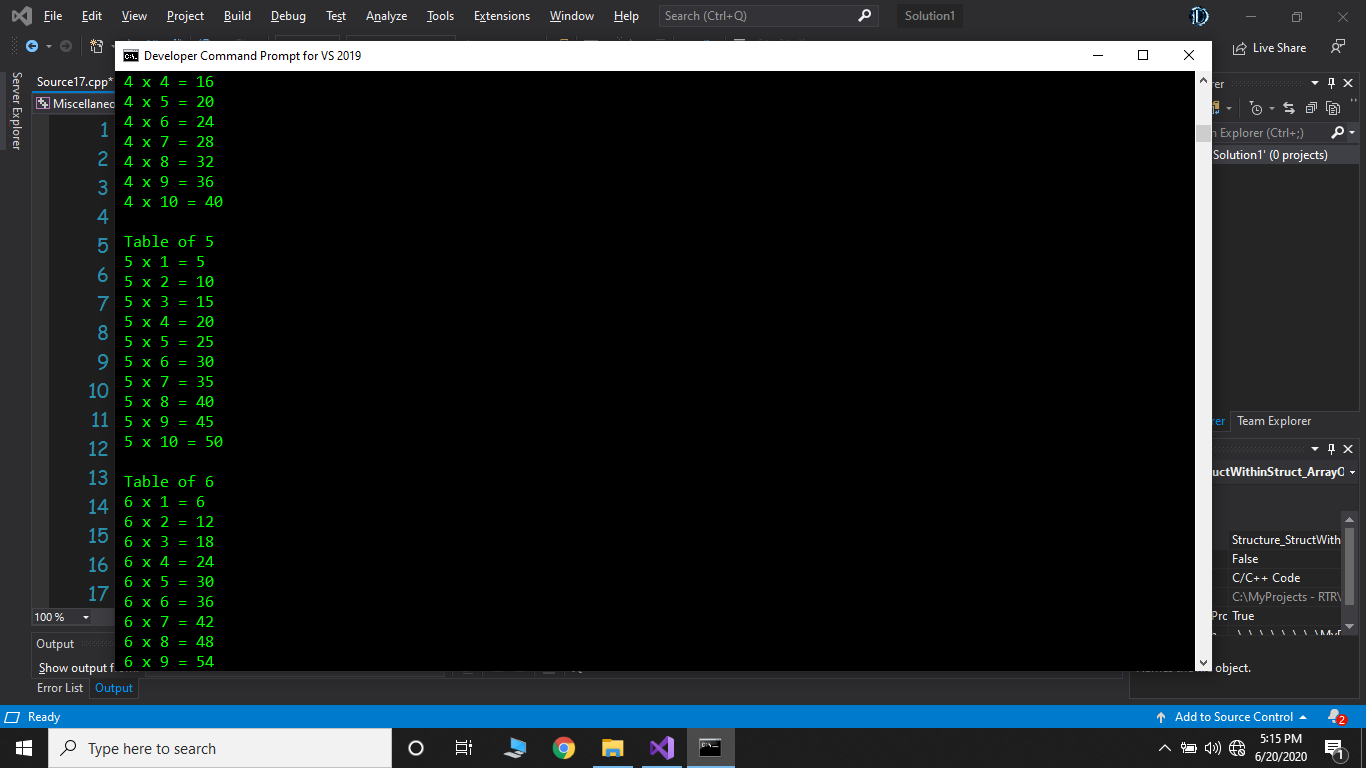 File Edit View Project Build Debug Test Analyze Tools Extensions Window Help Search (Ctrl+Q) Solution1
Developer Command Prompt for VS 2019
Live Share
Server Explorer
Source17.cpp*
Miscellaneo
1
2
3
4
5
6
7
8
9
10
11
12
13
14
15
16
17
4 x 4 = 16
4 x 5 = 20
4 x 6 = 24
4 x 7 = 28
4 x 8 = 32
4 x 9 = 36
4 x 10 = 40
Table of 5
5 x 1 = 5
5 x 2 = 10
5 x 3 = 15
5 x 4 = 20
5 x 5 = 25
5 x 6 = 30
5 x 7 = 35
5 x 8 = 40
5 x 9 = 45
5 x 10 = 50
Table of 6
6 x 1 = 6
6 x 2 = 12
6 x 3 = 18
6 x 4 = 24
6 x 5 = 30
6 x 6 = 36
6 x 7 = 42
6 x 8 = 48
6 x 9 = 54
rer
n Explorer (Ctrl+;)
Solution1' (0 projects)
rer Team Explorer
uctWithinStruct_ArrayO
Structure_StructWith
False
C/C++ Code
C:\MyProjects - RTR\
Prc True
object.
100 %
Output
Show output fr
Error List Output
Ready
Add to Source Control 2
Type here to search
5:15 PM
6/20/2020
1